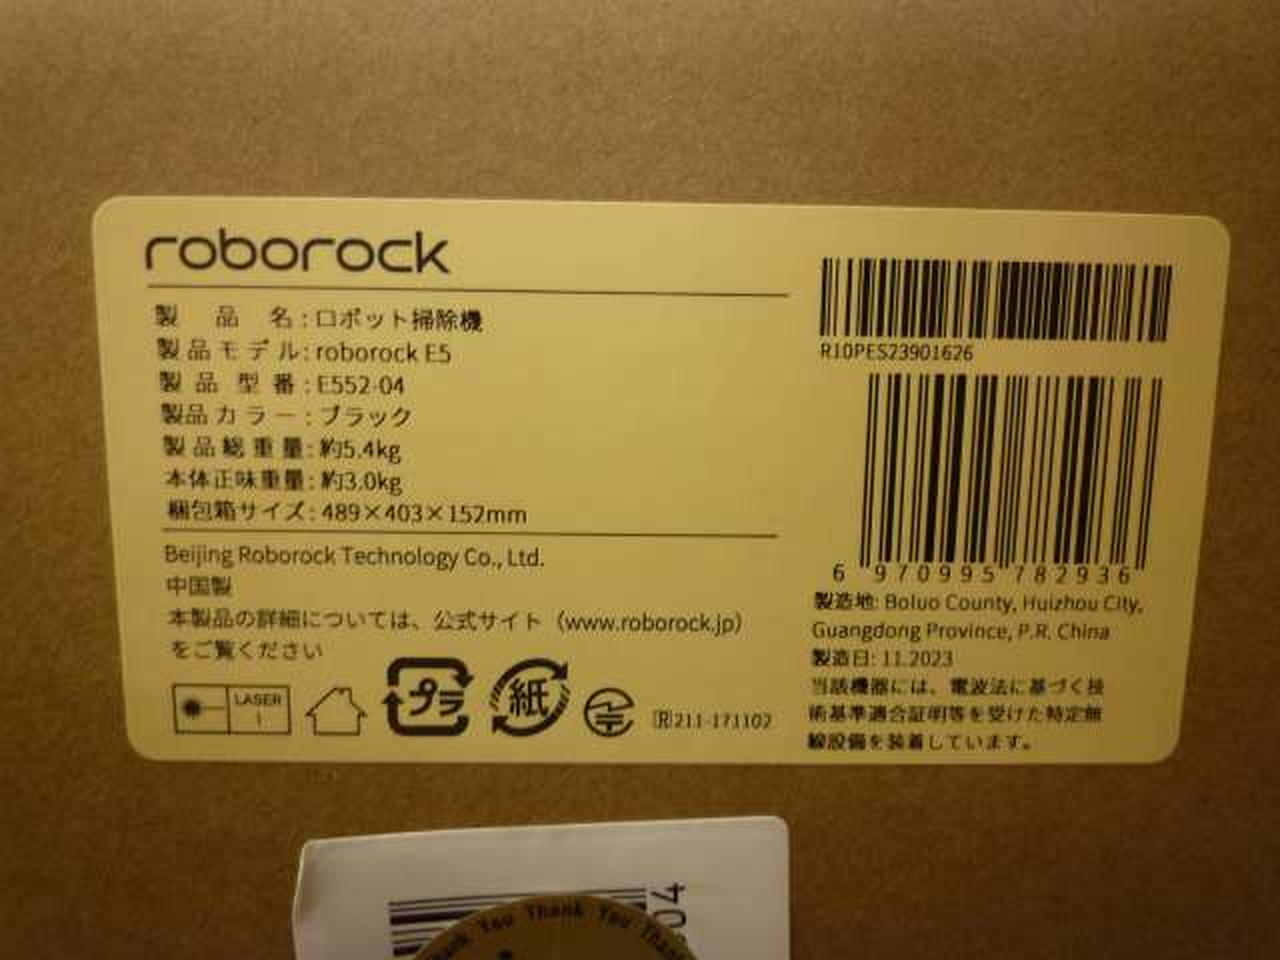 roborock
製品名:ロボット掃除機
製品モデル:roborock E5
製品型番:E552-04
製品カラー:ブラック
製品総重量:約5.4kg
本体正味重量:約3.0kg
梱包箱サイズ:489×403×152mm
Beijing Roborock Technology Co., Ltd.
中国製
本製品の詳細については、公式サイト（www.roborock.jp）
をご覧ください
LASER
1
プラ
紙
R 211-171102
R10PES23901626
6 970995 782936
製造地: Boluo County, Huizhou City,
Guangdong Province, P.R. China
製造日: 11.2023
当該機器には、電波法に基づく技
術基準適合証明等を受けた特定無
線設備を装着しています。
You Thank You